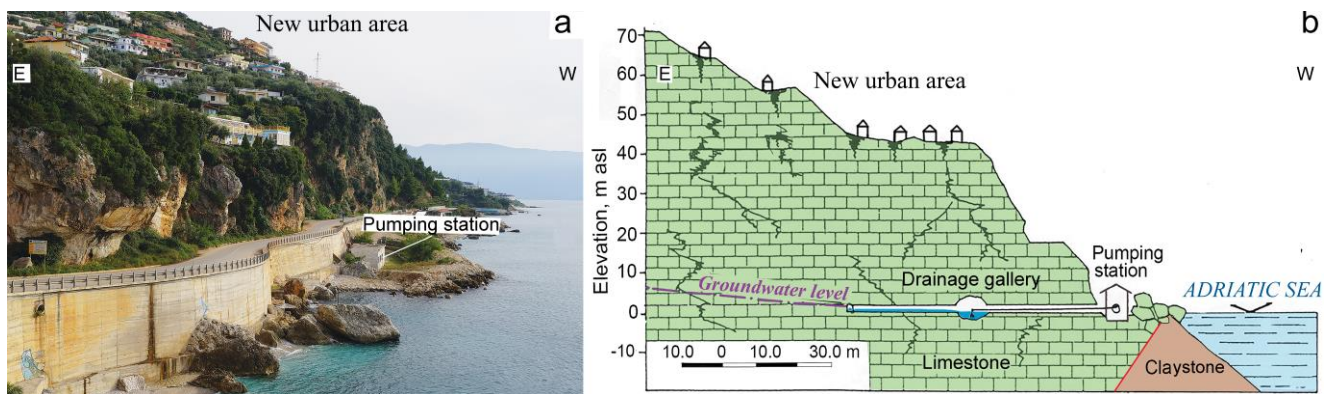 New urban area
a
E
W
Pumping station
b
70
60
50
40
30
20
10
0
-10
Elevation, m asl
E
W
New urban area
Groundwater level
Drainage gallery
Pumping
station
ADRIATIC SEA
10.0 0 10.0 30.0 m
Limestone
Claystone